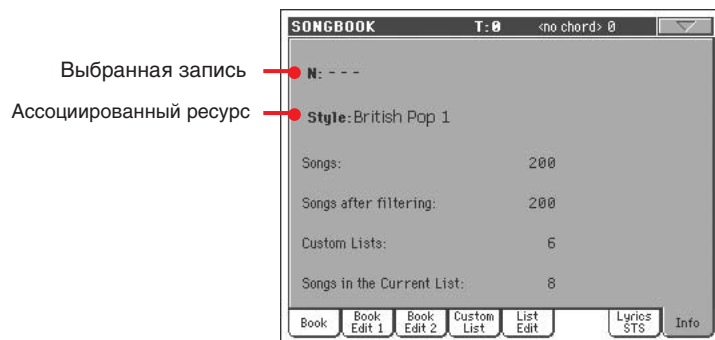 SONGBOOK T:0 <no chord> 0
Выбранная запись
N: - - -
Ассоциированный ресурс
Style:British Pop 1
Songs: 200
Songs after filtering: 200
Custom Lists: 6
Songs in the Current List: 8
Book
Book Edit 1
Book Edit 2
Custom List
List Edit
Lyrics STS
Info